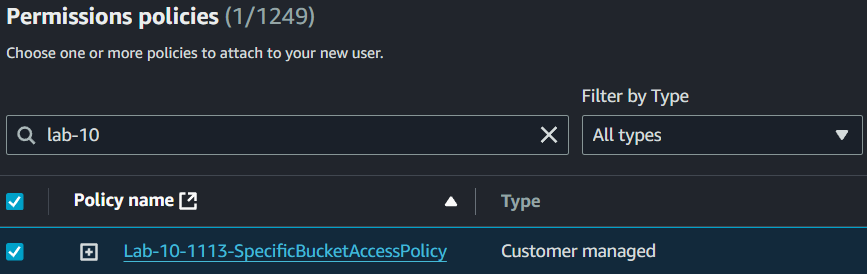 Permissions policies (1/1249)
Choose one or more policies to attach to your new user.
Filter by Type
lab-10
All types
Policy name
Type
Lab-10-1113-SpecificBucketAccessPolicy
Customer managed